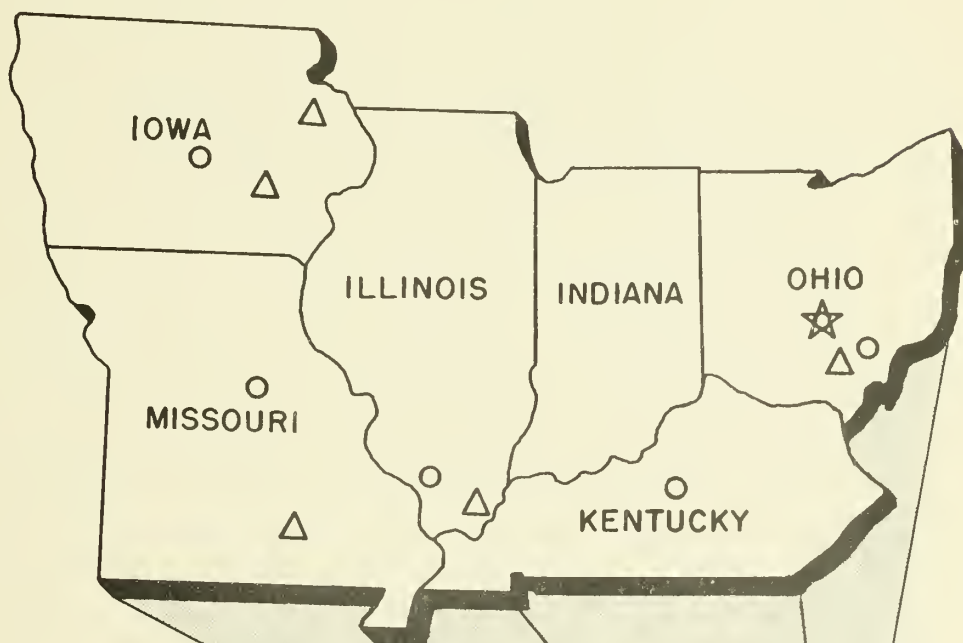 IOWA
ILLINOIS
INDIANA
OHIO
MISSOURI
KENTUCKY